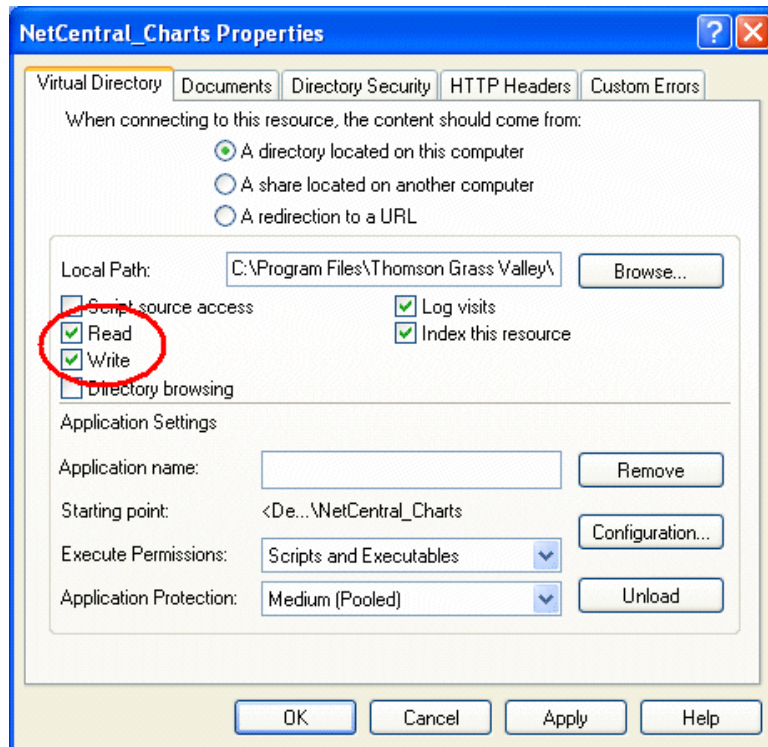 NetCentral_Charts Properties
Virtual Directory Documents Directory Security HTTP Headers Custom Errors
When connecting to this resource, the content should come from:
A directory located on this computer
A share located on another computer
A redirection to a URL
Local Path: C:\Program Files\Thomson Grass Valley\ Browse...
Script source access Log visits
Read Index this resource
Write
Directory browsing
Application Settings
Application name: Remove
Starting point: <De...\NetCentral_Charts
Configuration...
Execute Permissions: Scripts and Executables
Application Protection: Medium (Pooled) Unload
OK Cancel Apply Help